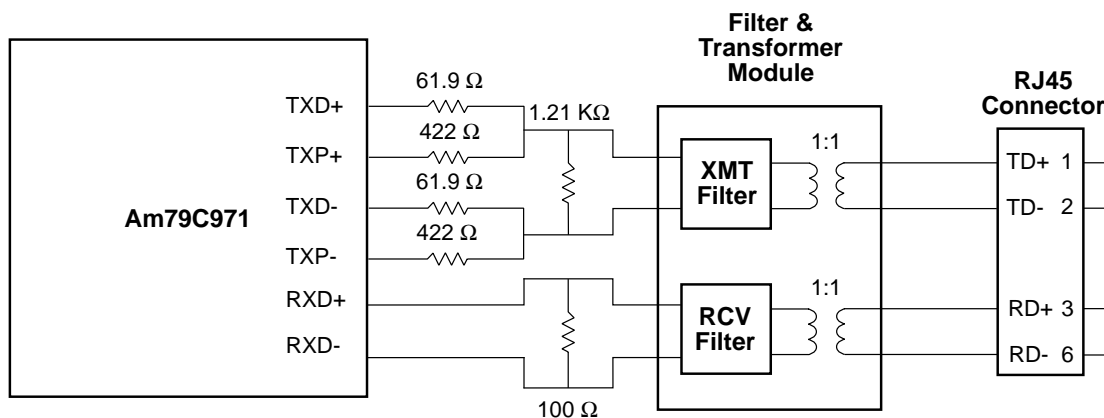 Filter &
Transformer
Module
RJ45
Connector
Am79C971
TXD+
TXP+
TXD-
TXP-
RXD+
RXD-
61.9 Ω
422 Ω
61.9 Ω
422 Ω
1.21 KΩ
100 Ω
XMT
Filter
1:1
RCV
Filter
1:1
TD+ 1
TD- 2
RD+ 3
RD- 6